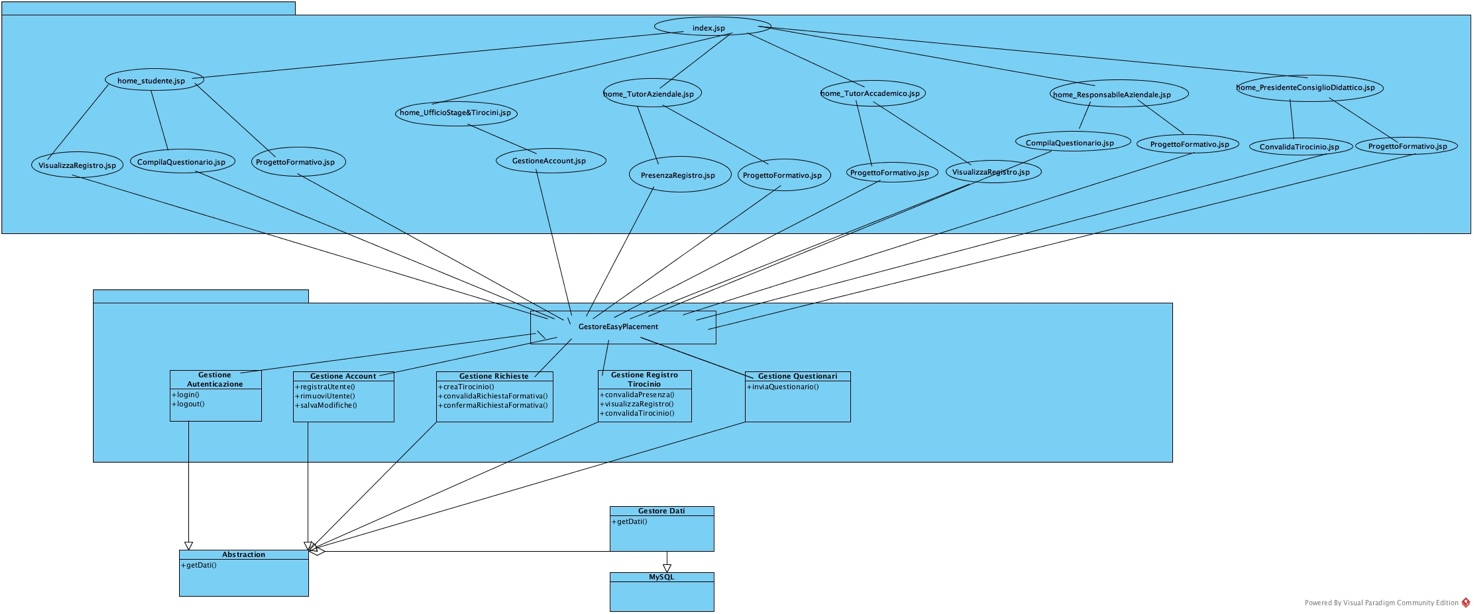 index.jsp
home_studente.jsp
home_UfficioStage&Tirocini.jsp
home_TutorAziendale.jsp
home_TutorAccademico.jsp
home_ResponsabileAziendale.jsp
home_PresidenteConsiglioDidattico.jsp
VisualizzaRegistro.jsp
CompilaQuestionario.jsp
ProgettoFormativo.jsp
GestioneAccount.jsp
PresenzaRegistro.jsp
ProgettoFormativo.jsp
ProgettoFormativo.jsp
VisualizzaRegistro.jsp
CompilaQuestionario.jsp
ProgettoFormativo.jsp
ConvalidaTirocinio.jsp
ProgettoFormativo.jsp
GestoreEasyPlacement
Gestione
Autenticazione
+login()
+logout()
Gestione Account
+registraUtente()
+rimuoviUtente()
+salvaModifiche()
Gestione Richieste
+creaTirocinio()
+convalidaRichiestaFormativa()
+confermaRichiestaFormativa()
Gestione Registro
Tirocinio
+convalidaPresenza()
+visualizzaRegistro()
+convalidaTirocinio()
Gestione Questionari
+inviaQuestionario()
Gestore Dati
+getDati()
Abstraction
+getDati()
MySQL
Powered By Visual Paradigm Community Edition